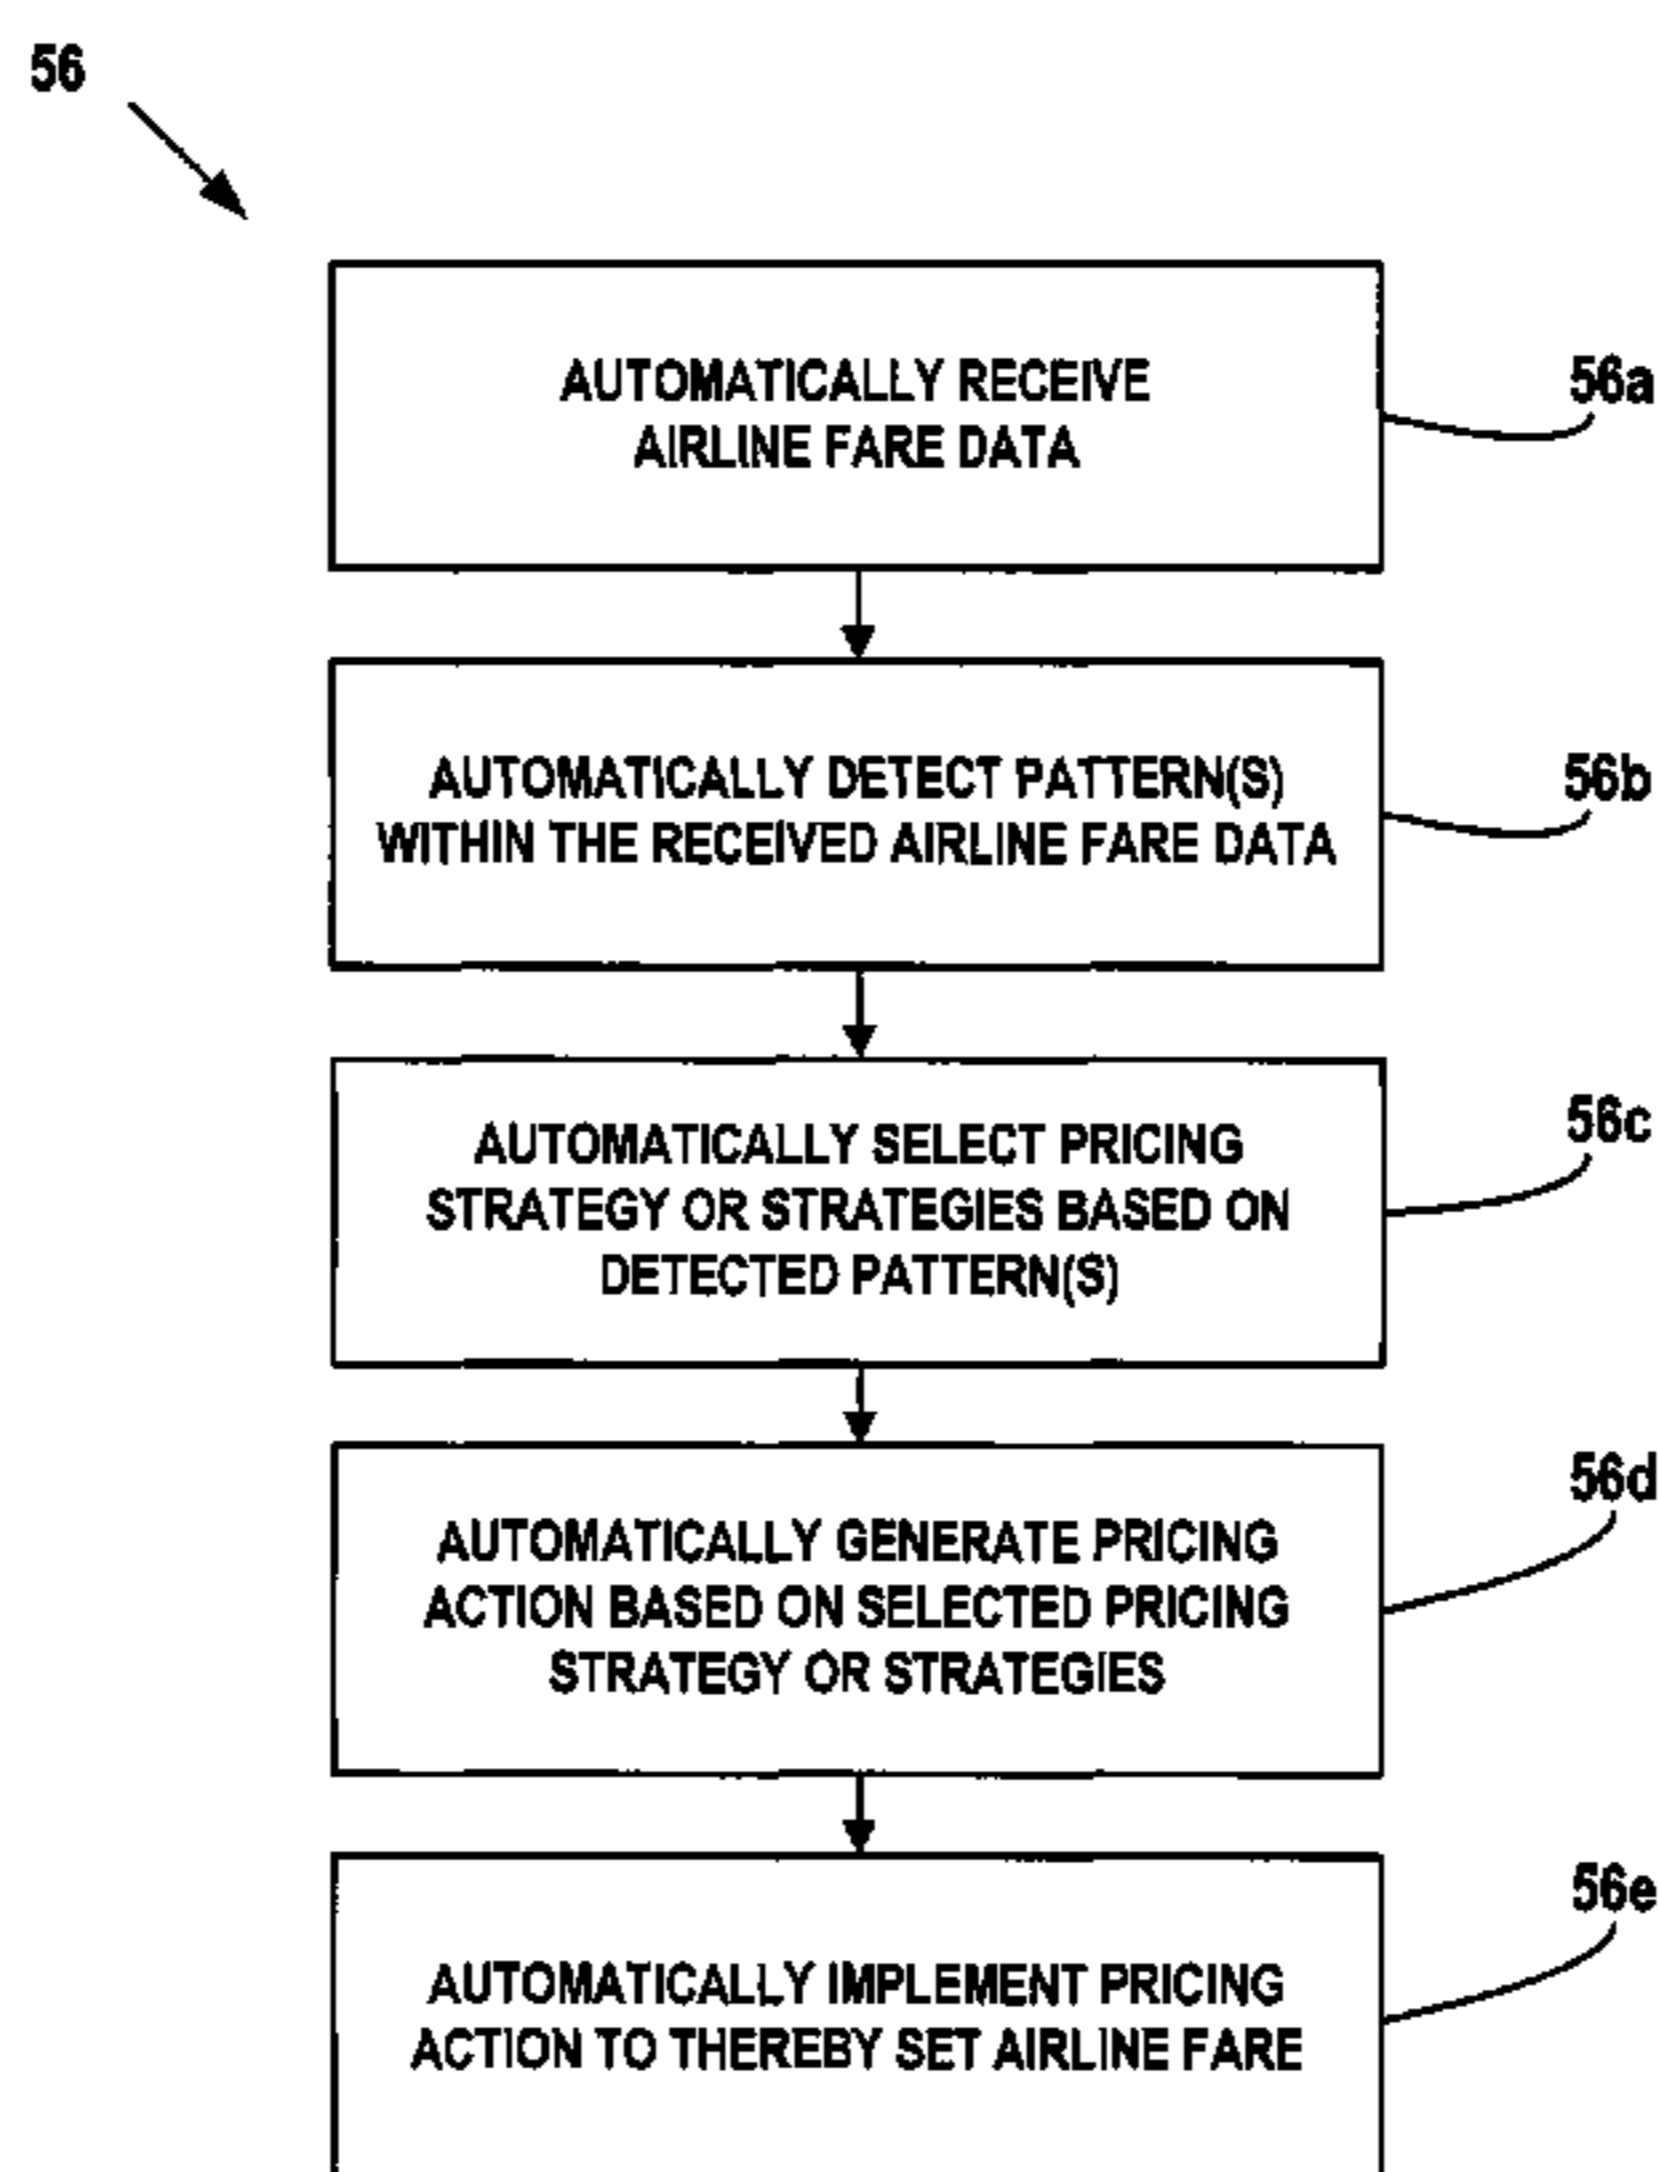 56
AUTOMATICALLY RECEIVE
AIRLINE FARE DATA
56a
AUTOMATICALLY DETECT PATTERN(S)
WITHIN THE RECEIVED AIRLINE FARE DATA
56b
AUTOMATICALLY SELECT PRICING
STRATEGY OR STRATEGIES BASED ON
DETECTED PATTERN(S)
56c
AUTOMATICALLY GENERATE PRICING
ACTION BASED ON SELECTED PRICING
STRATEGY OR STRATEGIES
56d
AUTOMATICALLY IMPLEMENT PRICING
ACTION TO THEREBY SET AIRLINE FARE
56e